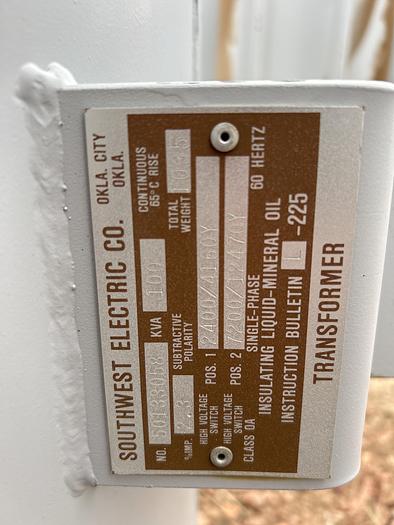 SOUTHWEST ELECTRIC CO. OKLA. CITY OKLA.
NO. KVA 100 CONTINUOUS 65°C RISE
%IMP. 2.3 SUBTRACTIVE POLARITY TOTAL WEIGHT
HIGH VOLTAGE SWITCH POS. 1 2400/4160Y
HIGH VOLTAGE SWITCH POS. 2 7200/12470Y
CLASS OA SINGLE-PHASE 60 HERTZ
INSULATING LIQUID-MINERAL OIL
INSTRUCTION BULLETIN L -225
TRANSFORMER